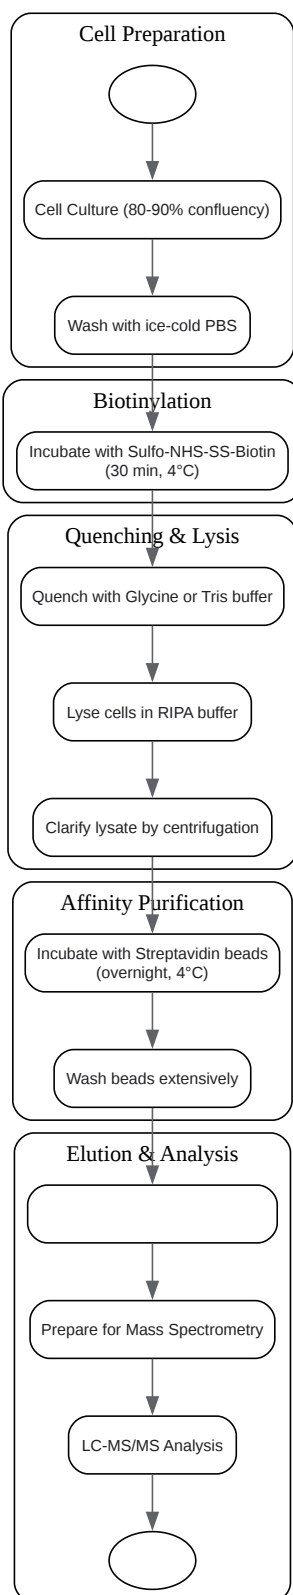 Cell Preparation
Cell Culture (80-90% confluency)
Wash with ice-cold PBS
Biotinylation
Incubate with Sulfo-NHS-SS-Biotin
(30 min, 4°C)
Quenching & Lysis
Quench with Glycine or Tris buffer
Lyse cells in RIPA buffer
Clarify lysate by centrifugation
Affinity Purification
Incubate with Streptavidin beads
(overnight, 4°C)
Wash beads extensively
Elution & Analysis
Prepare for Mass Spectrometry
LC-MS/MS Analysis